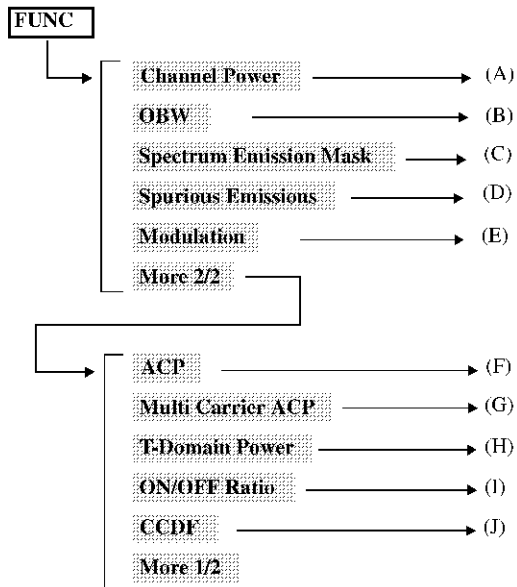 FUNC
Channel Power (A)
OBW (B)
Spectrum Emission Mask (C)
Spurious Emissions (D)
Modulation (E)
More 2/2
ACP (F)
Multi Carrier ACP (G)
T-Domain Power (H)
ON/OFF Ratio (I)
CCDF (J)
More 1/2